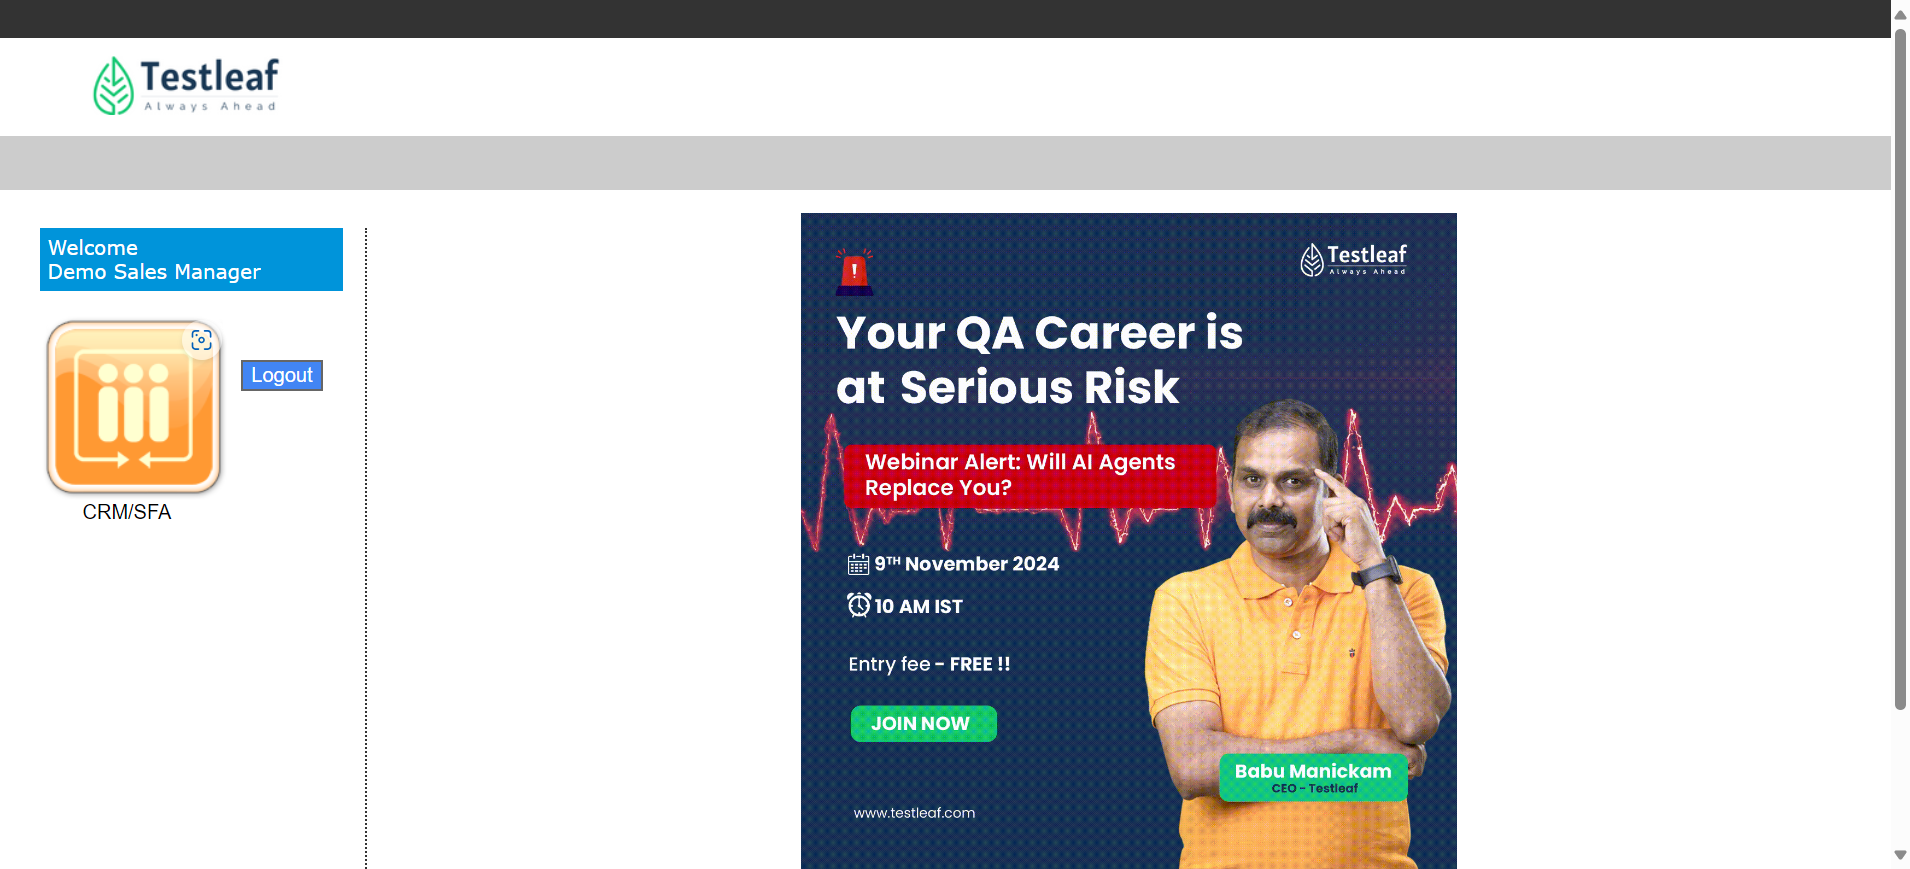 Testleaf
Always Ahead
Welcome
Demo Sales Manager
Logout
CRM/SFA
Testleaf
Always Ahead
Your QA Career is
at Serious Risk
Webinar Alert: Will AI Agents
Replace You?
9TH November 2024
10 AM IST
Entry fee - FREE !!
JOIN NOW
Babu Manickam
CEO - Testleaf
www.testleaf.com